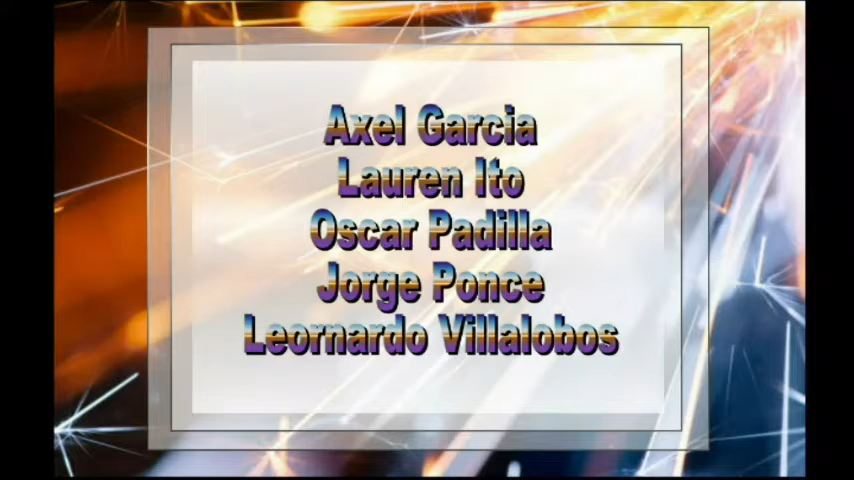 Axel Garcia
Lauren Ito
Oscar Padilla
Jorge Ponce
Leornardo Villalobos